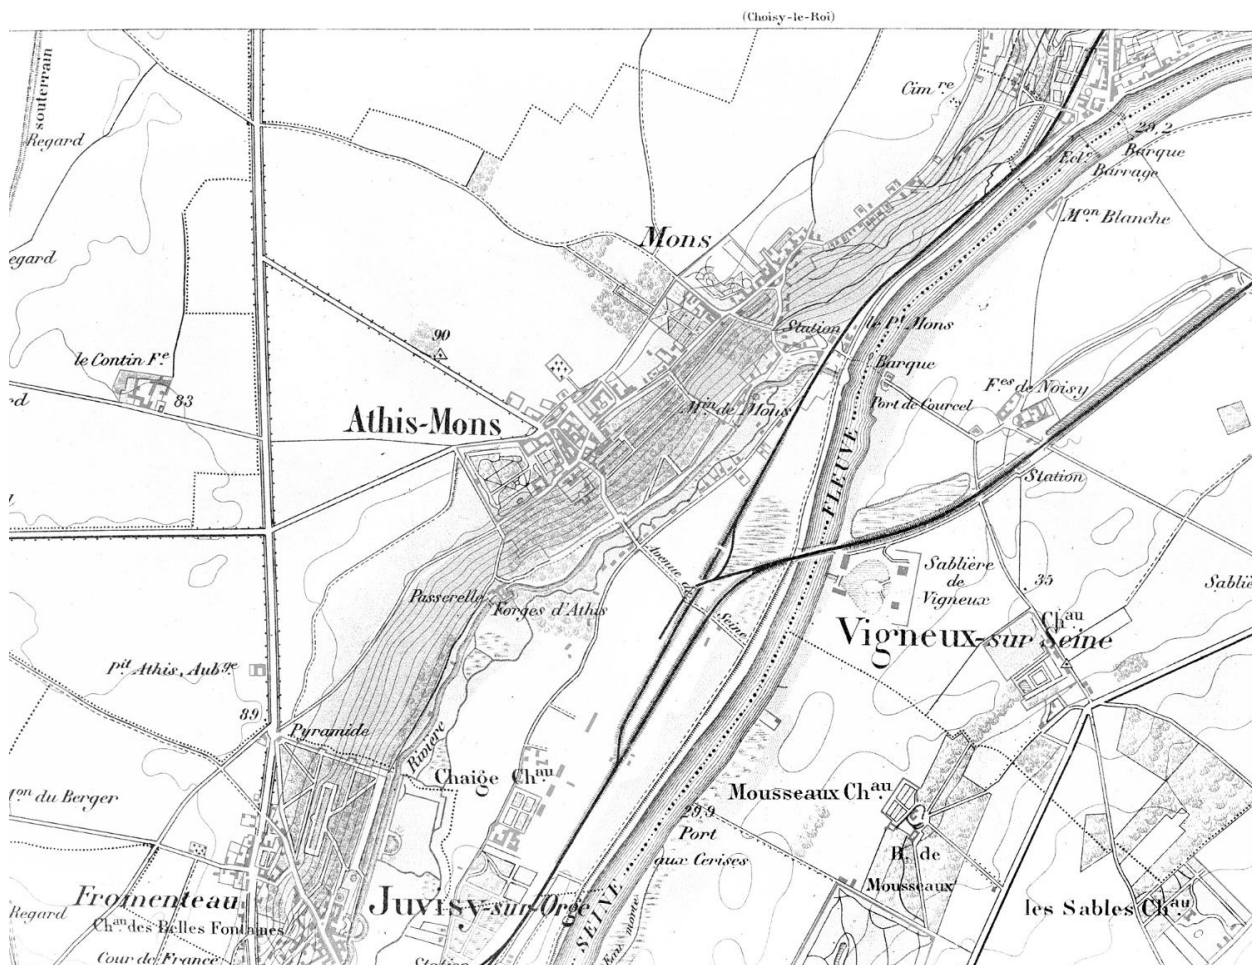 (Choisy-le-Roi)
souterrain
Regard
Cim.re
29,2
Ecl.e
Barque
Barrage
M.on Blanche
Mons
egard
90
Station
le P.t Mons
le Contin F.e
83
Barque
F.es de Noisy
rd
M.in de Mons
Port de Courcel
Athis-Mons
FLEUVE
Station
Avenue de
Seine
Sablière
de
Vigneux
35
Sabliè
Passerelle
Forges d'Athis
Ch.au
Vigneux-sur Seine
P.it Athis, Aub.ge
89
Pyramide
Rivière
Chaige Ch.au
Mousseaux Ch.au
on du Berger
29,9
Port
aux Cerises
B. de
Mousseaux
Fromenteau
Juvisy-sur-Orge
les Sables Ch.au
Regard
Ch.au des Belles Fontaines
SEINE
Eau morte
Cour de France
Station